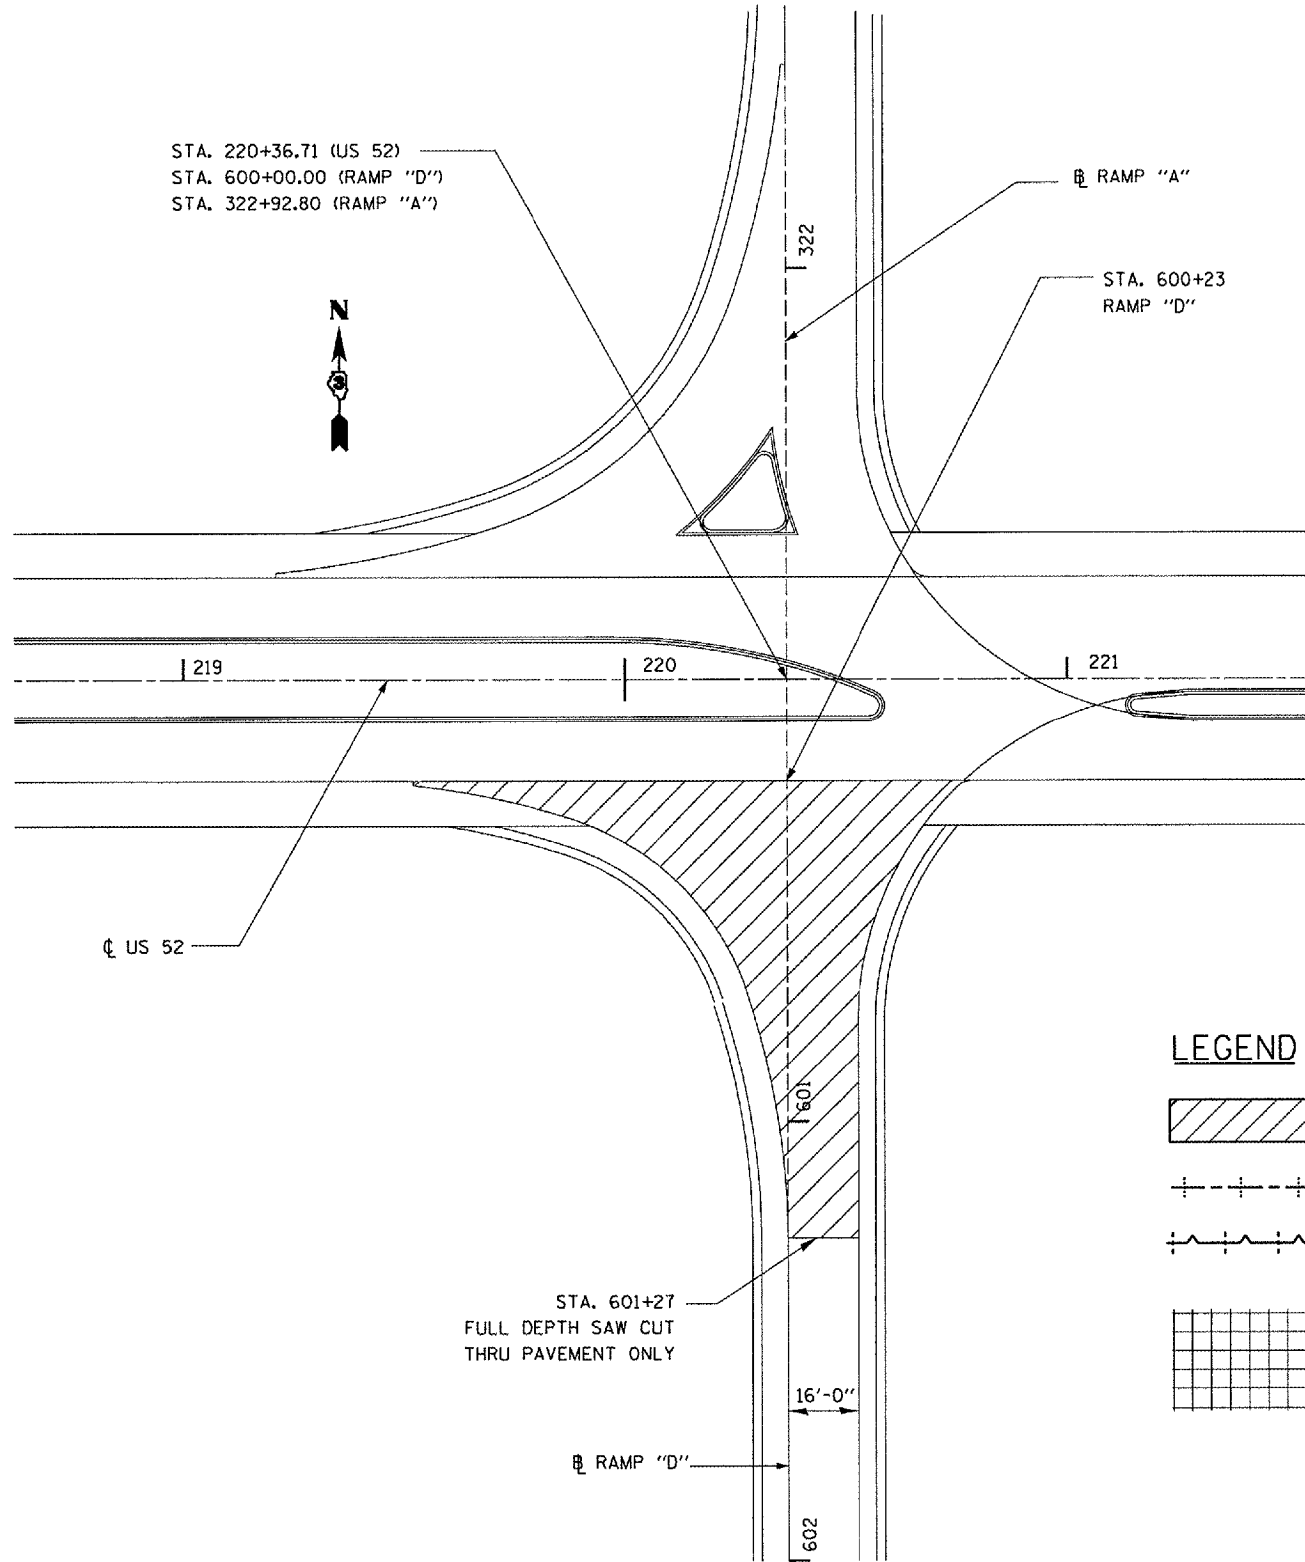 STA. 220+36.71 (US 52)
STA. 600+00.00 (RAMP "D")
STA. 322+92.80 (RAMP "A")
℄ RAMP "A"
322
STA. 600+23
RAMP "D"
N
3
219
220
221
℄ US 52
LEGEND
601
STA. 601+27
FULL DEPTH SAW CUT
THRU PAVEMENT ONLY
16'-0"
℄ RAMP "D"
602